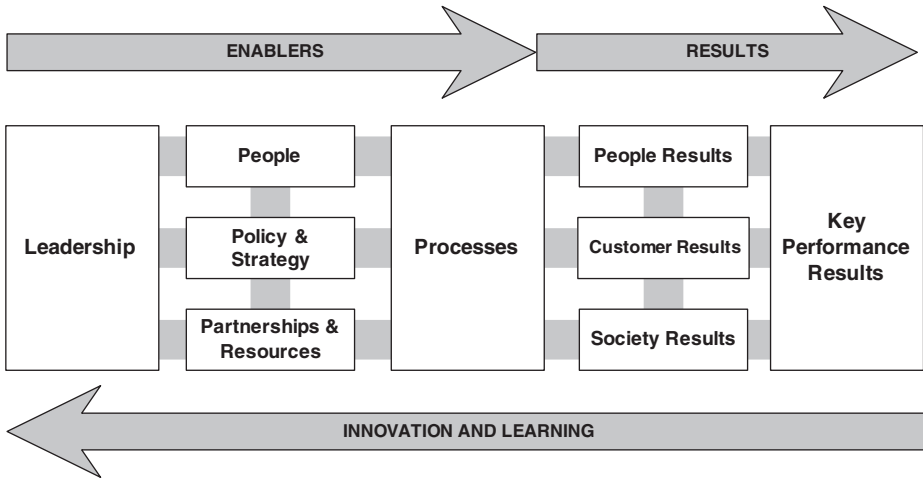 ENABLERS
RESULTS
Leadership
People
Policy &
Strategy
Partnerships &
Resources
Processes
People Results
Customer Results
Society Results
Key
Performance
Results
INNOVATION AND LEARNING